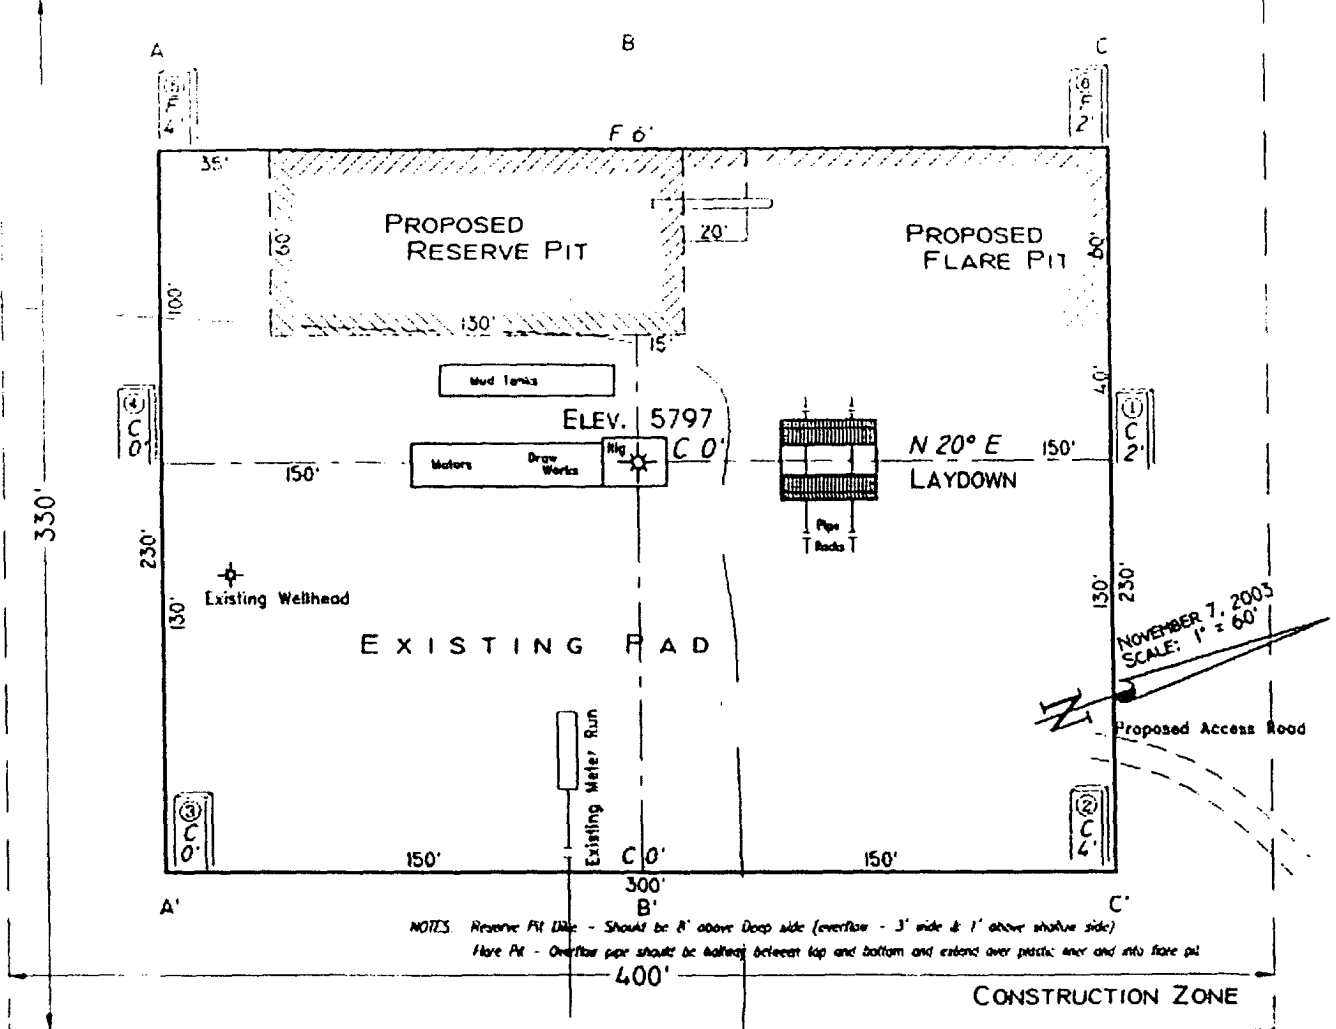 A
B
C
⑤
F
4'
⑥
F
2'
F 6'
35'
PROPOSED
RESERVE PIT
60'
20'
PROPOSED
FLARE PIT
80'
100'
130'
15'
40'
Mud Tanks
④
C
0'
ELEV. 5797
C 0'
①
C
2'
150'
Motors
Draw
Works
Rig
N 20° E
150'
LAYDOWN
Pipe
Racks
330'
230'
130'
Existing Wellhead
EXISTING PAD
130'
230'
NOVEMBER 7, 2003
SCALE: 1" = 60'
N
Proposed Access Road
Existing Meter Run
③
C
0'
②
C
4'
150'
C 0'
150'
300'
A'
B'
C'
NOTES: Reserve Pit Dike - Should be 8' above Deep side (overflow - 3' wide & 1' above shallow side)
Flare Pit - Overflow pipe should be halfway between top and bottom and extend over plastic liner and into flare pit
400'
CONSTRUCTION ZONE